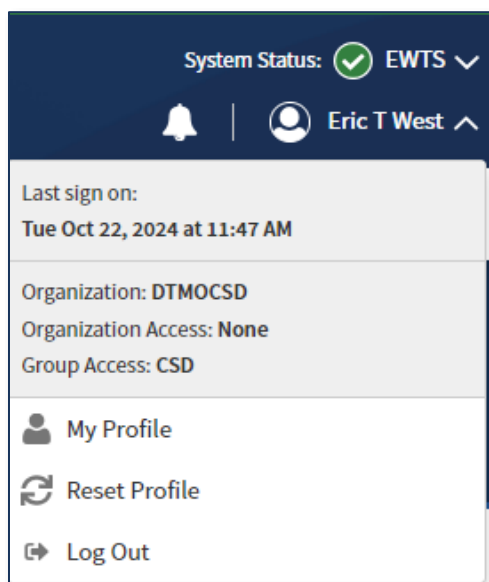 System Status: EWTS
Eric T West
Last sign on:
Tue Oct 22, 2024 at 11:47 AM
Organization: DTMOCSD
Organization Access: None
Group Access: CSD
My Profile
Reset Profile
Log Out